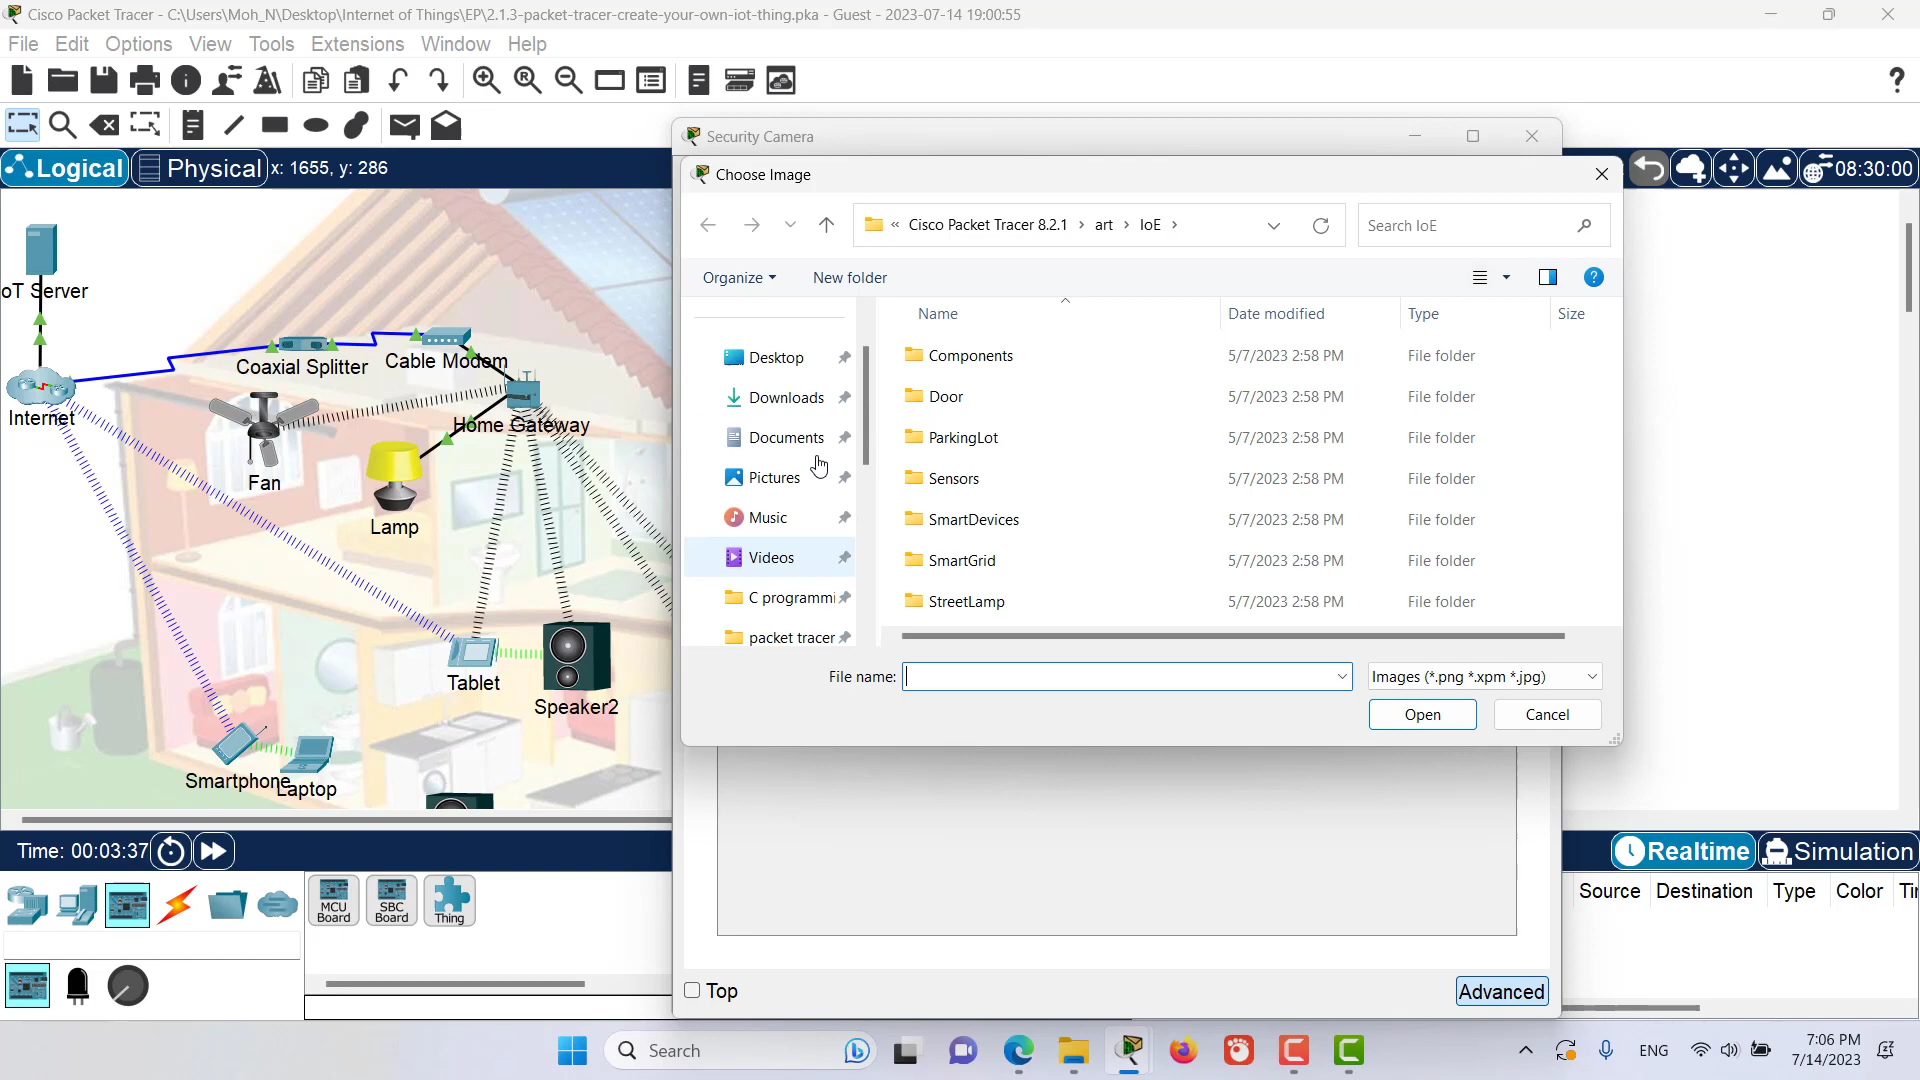 Cisco Packet Tracer - C:\Users\Moh_N\Desktop\Internet of Things\EP\2.1.3-packet-tracer-create-your-own-iot-thing.pka - Guest - 2023-07-14 19:00:55
File Edit Options View Tools Extensions Window Help
Security Camera
Logical Physical x: 1655, y: 286
08:30:00
Choose Image
« Cisco Packet Tracer 8.2.1 › art › IoE ›
Search IoE
Organize New folder
Name Date modified Type Size
Desktop
Downloads
Documents
Pictures
Music
Videos
C programmi
packet tracer
Components 5/7/2023 2:58 PM File folder
Door 5/7/2023 2:58 PM File folder
ParkingLot 5/7/2023 2:58 PM File folder
Sensors 5/7/2023 2:58 PM File folder
SmartDevices 5/7/2023 2:58 PM File folder
SmartGrid 5/7/2023 2:58 PM File folder
StreetLamp 5/7/2023 2:58 PM File folder
File name:
Images (*.png *.xpm *.jpg)
Open Cancel
oT Server
Coaxial Splitter
Cable Modem
Internet
Home Gateway
Fan
Lamp
Tablet
Speaker2
Smartphone
Laptop
Time: 00:03:37
Realtime Simulation
MCU Board
SBC Board
Thing
Source Destination Type Color Ti
Top
Advanced
Search
ENG
7:06 PM
7/14/2023